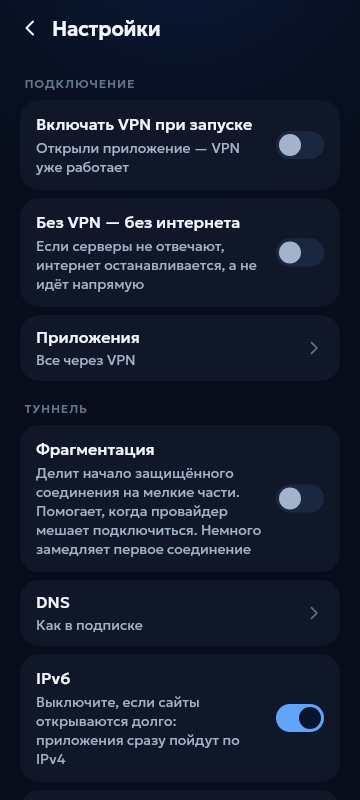 Настройки
ПОДКЛЮЧЕНИЕ
Включать VPN при запуске
Открыли приложение — VPN
уже работает
Без VPN — без интернета
Если серверы не отвечают,
интернет останавливается, а не
идёт напрямую
Приложения
Все через VPN
ТУННЕЛЬ
Фрагментация
Делит начало защищённого
соединения на мелкие части.
Помогает, когда провайдер
мешает подключиться. Немного
замедляет первое соединение
DNS
Как в подписке
IPv6
Выключите, если сайты
открываются долго:
приложения сразу пойдут по
IPv4